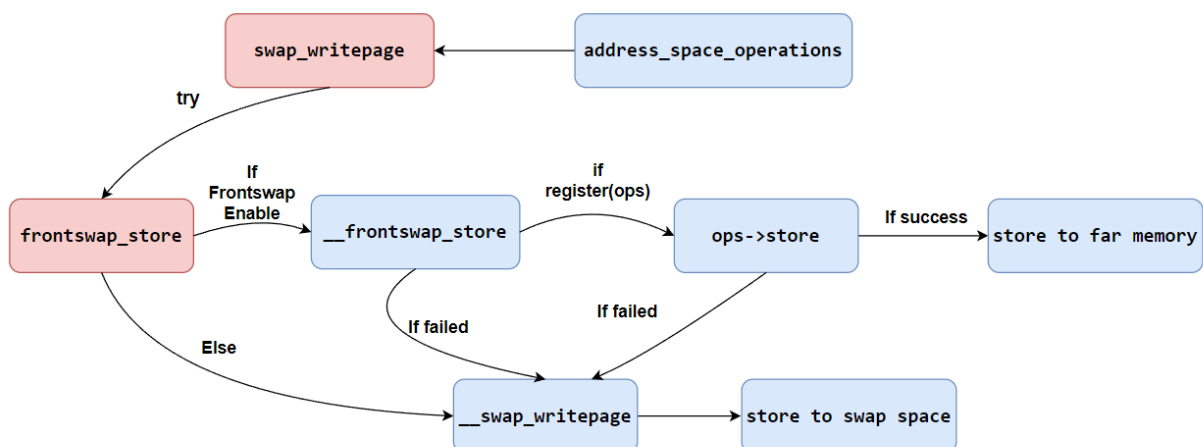 swap_writepage
address_space_operations
try
If
Frontswap
Enable
if
register(ops)
frontswap_store
__frontswap_store
ops->store
If success
store to far memory
If failed
If failed
Else
__swap_writepage
store to swap space